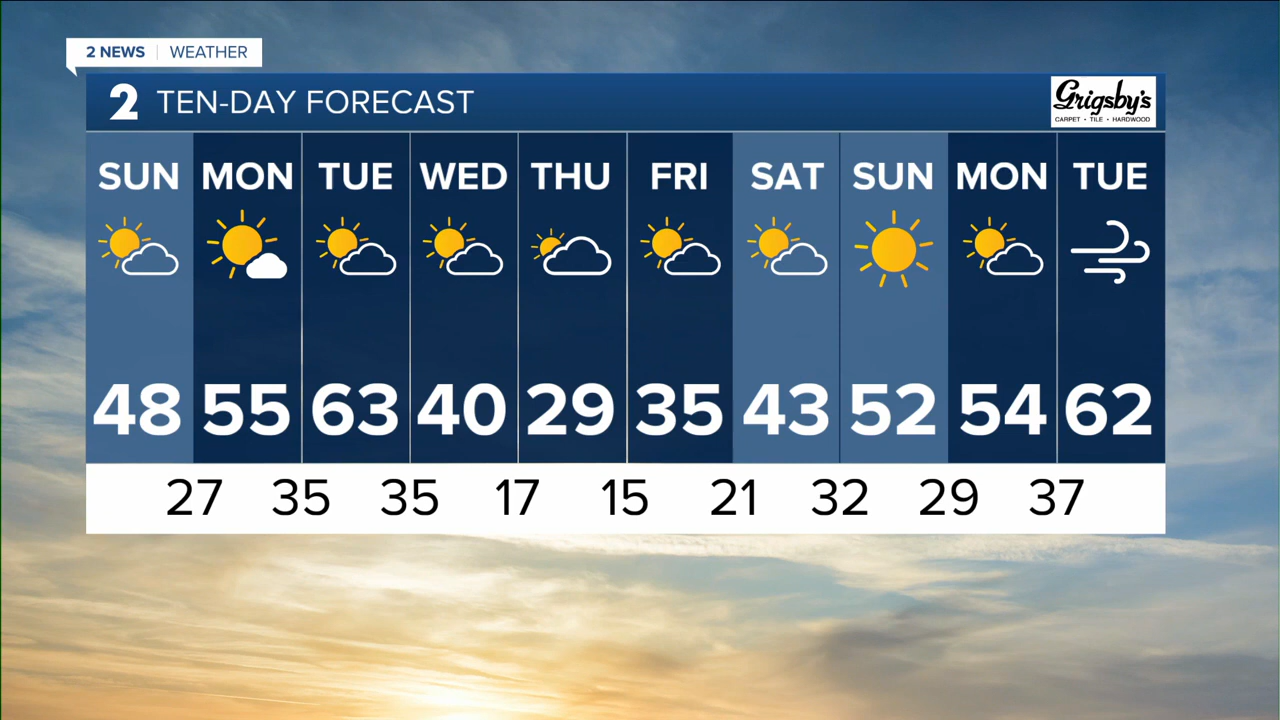 2 NEWS | WEATHER
2 TEN-DAY FORECAST
Grigsby's
CARPET • TILE • HARDWOOD
SUN MON TUE WED THU FRI SAT SUN MON TUE
48 55 63 40 29 35 43 52 54 62
27 35 35 17 15 21 32 29 37